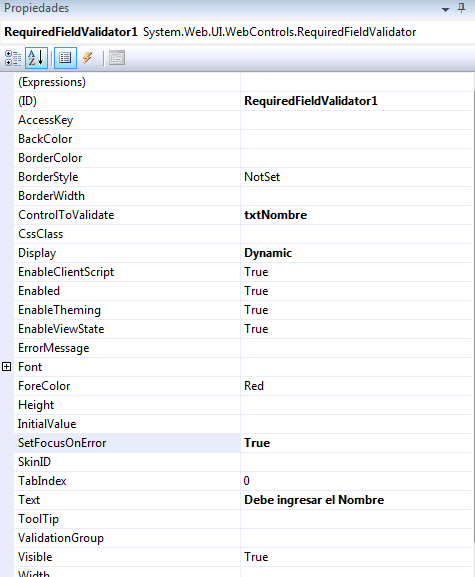 Propiedades
RequiredFieldValidator1 System.Web.UI.WebControls.RequiredFieldValidator
(Expressions)
(ID) RequiredFieldValidator1
AccessKey
BackColor
BorderColor
BorderStyle NotSet
BorderWidth
ControlToValidate txtNombre
CssClass
Display Dynamic
EnableClientScript True
Enabled True
EnableTheming True
EnableViewState True
ErrorMessage
Font
ForeColor Red
Height
InitialValue
SetFocusOnError True
SkinID
TabIndex 0
Text Debe ingresar el Nombre
ToolTip
ValidationGroup
Visible True
Width